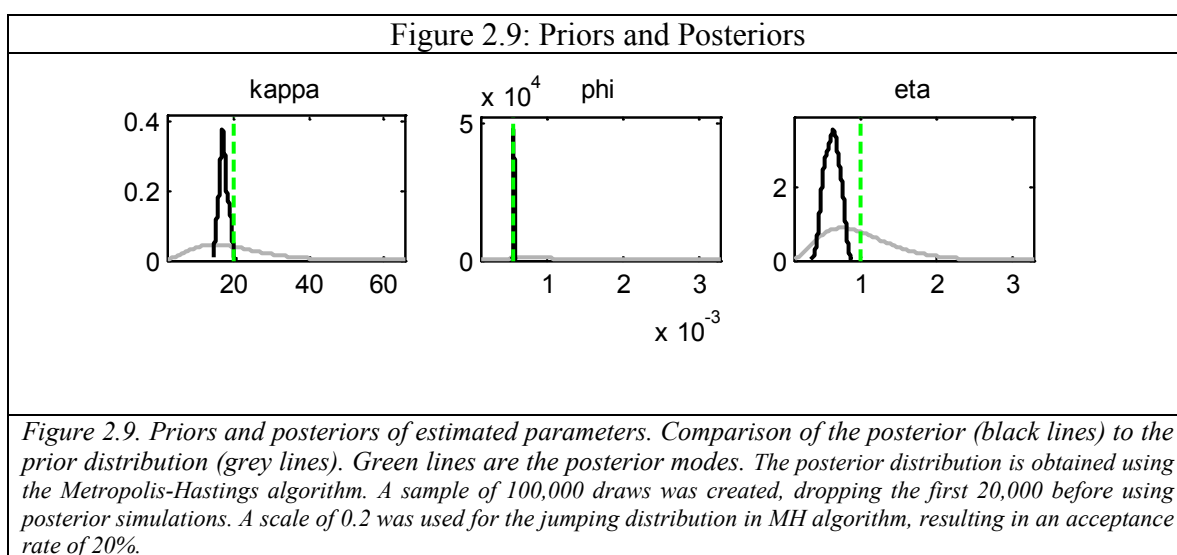 Figure 2.9: Priors and Posteriors
kappa
x 10^4 phi
eta
0.4
0.2
0
20 40 60
5
0
1 2 3
x 10^-3
2
0
1 2 3
Figure 2.9. Priors and posteriors of estimated parameters. Comparison of the posterior (black lines) to the
prior distribution (grey lines). Green lines are the posterior modes. The posterior distribution is obtained using
the Metropolis-Hastings algorithm. A sample of 100,000 draws was created, dropping the first 20,000 before using
posterior simulations. A scale of 0.2 was used for the jumping distribution in MH algorithm, resulting in an acceptance
rate of 20%.